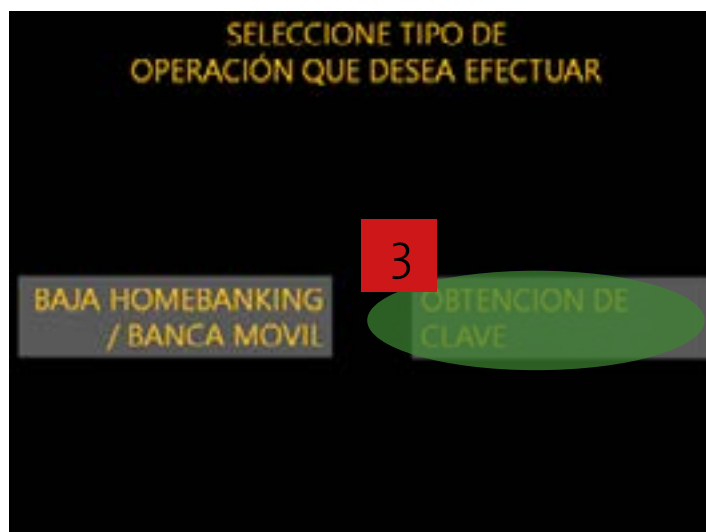 SELECCIONE TIPO DE
OPERACIÓN QUE DESEA EFECTUAR
3
BAJA HOMEBANKING
/ BANCA MOVIL
OBTENCION DE
CLAVE